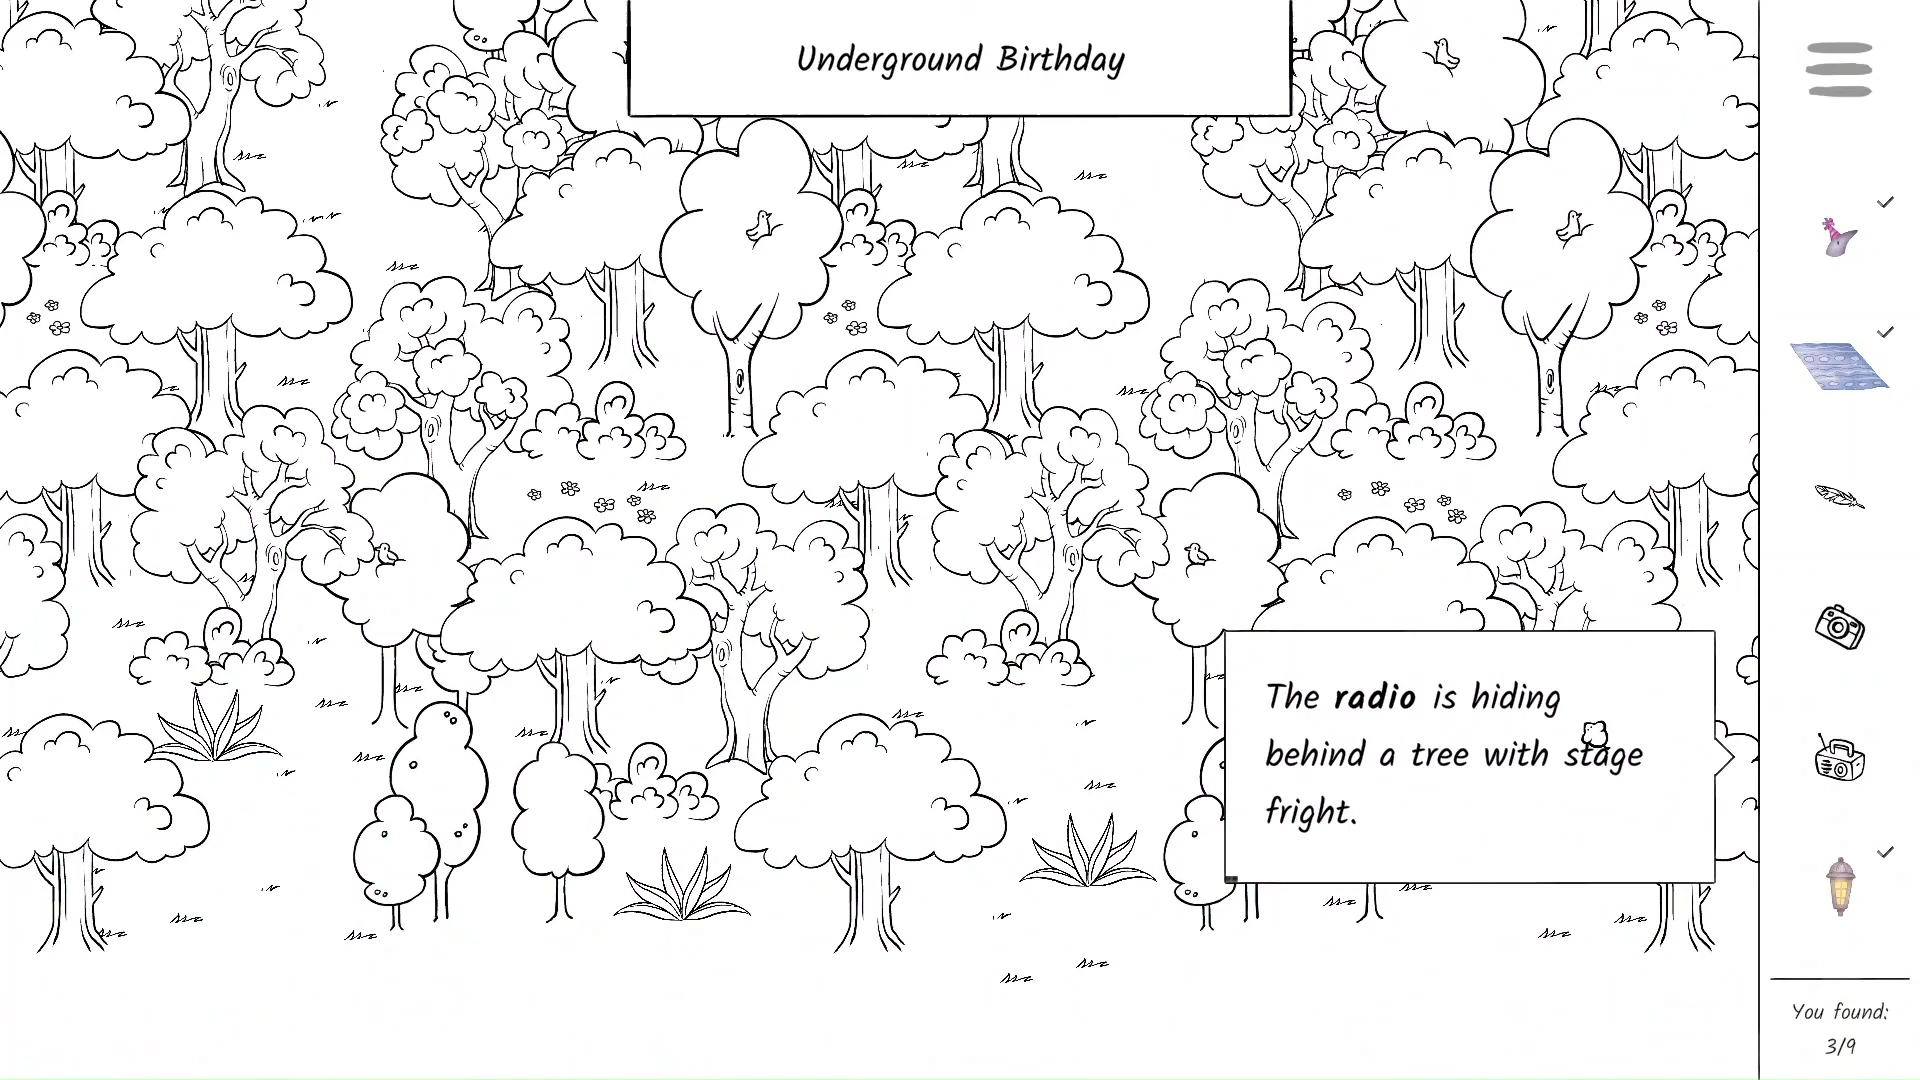 Underground Birthday
The radio is hiding
behind a tree with stage
fright.
You found:
3/9